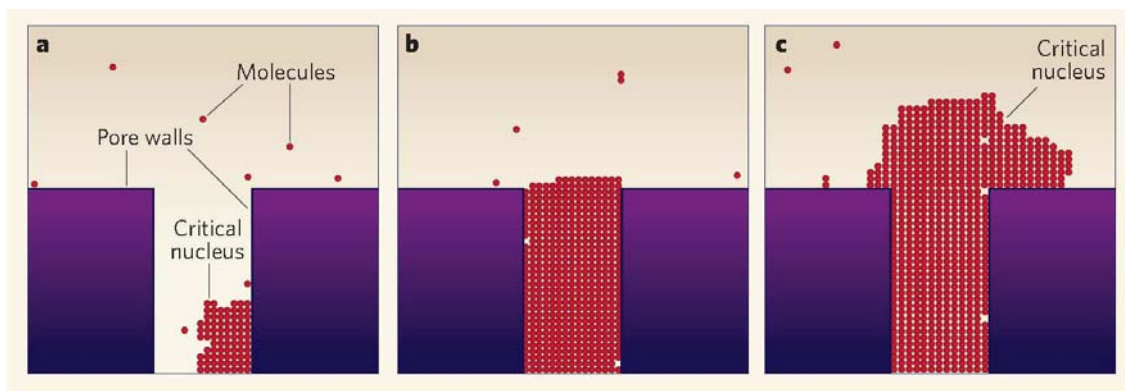 a
Molecules
Pore walls
Critical
nucleus
b
c
Critical
nucleus